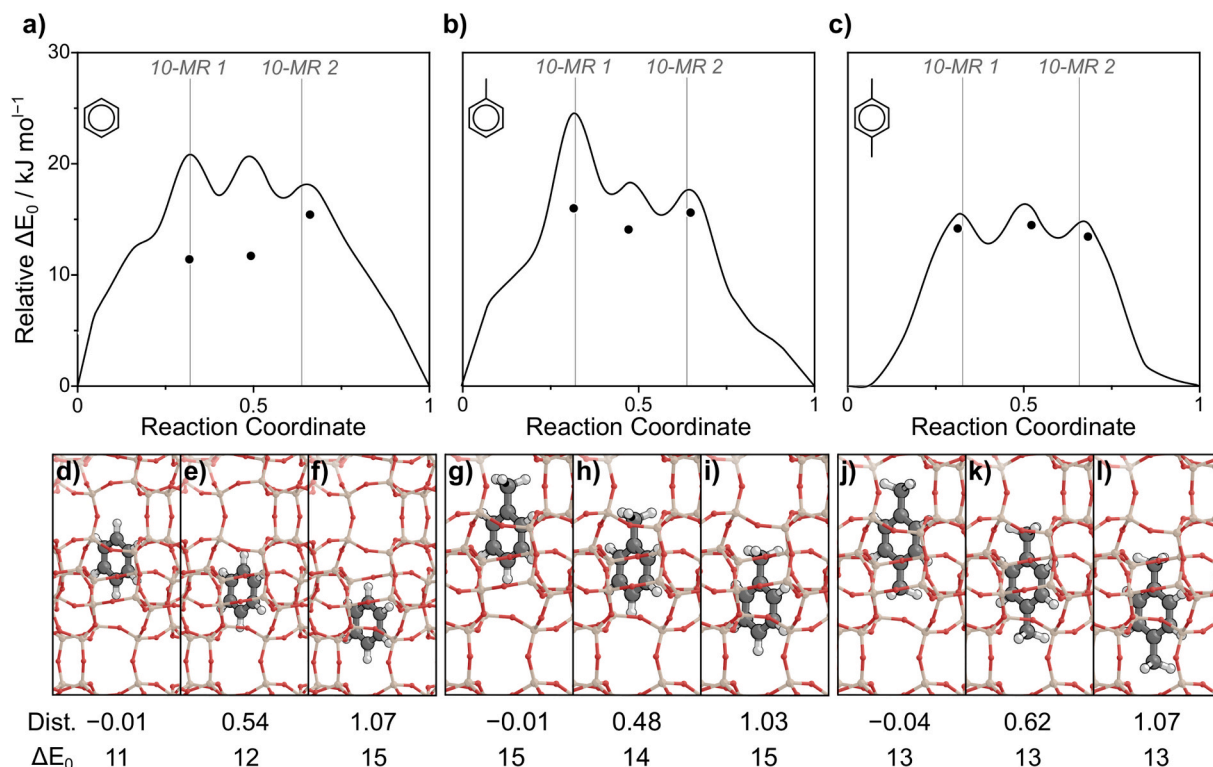 a)
b)
c)
Relative ΔE₀ / kJ mol⁻¹
30
20
10
0
10-MR 1
10-MR 2
10-MR 1
10-MR 2
10-MR 1
10-MR 2
0 0.5 1
0 0.5 1
0 0.5 1
Reaction Coordinate
Reaction Coordinate
Reaction Coordinate
d) e) f) g) h) i) j) k) l)
Dist. −0.01 0.54 1.07 −0.01 0.48 1.03 −0.04 0.62 1.07
ΔE₀ 11 12 15 15 14 15 13 13 13